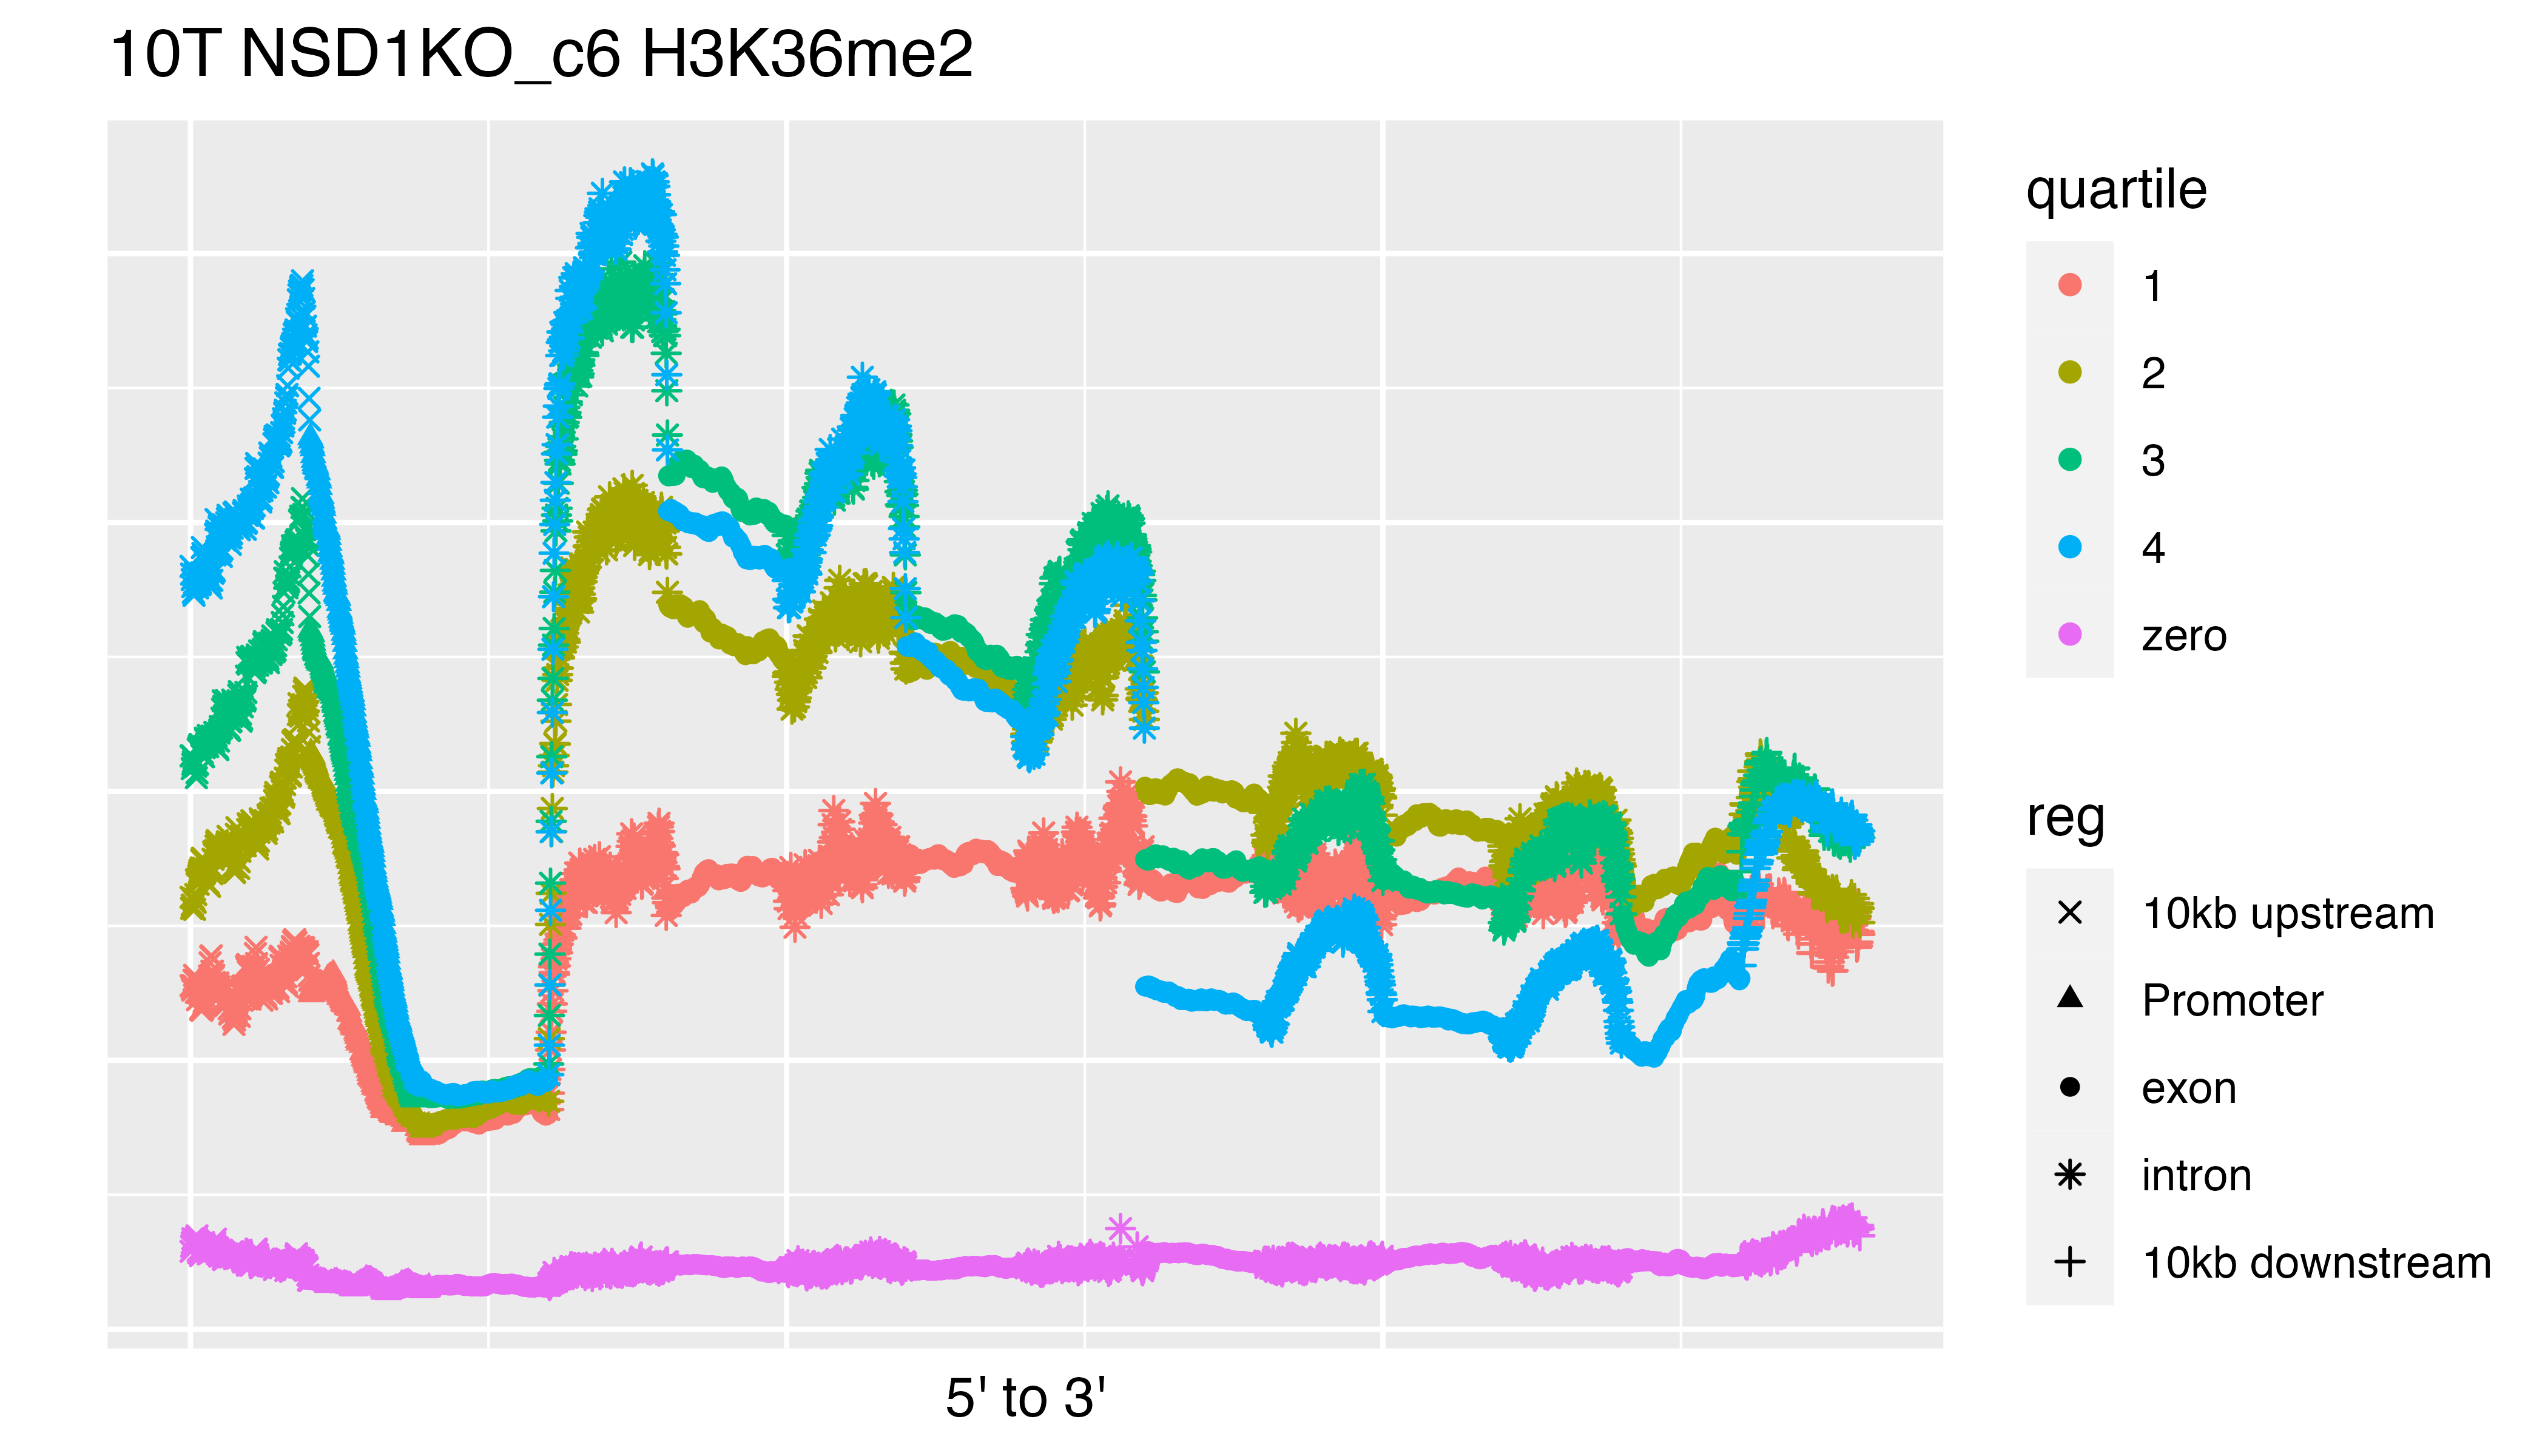 10T NSD1KO_c6 H3K36me2
quartile
1
2
3
4
zero
reg
10kb upstream
Promoter
exon
intron
10kb downstream
5' to 3'